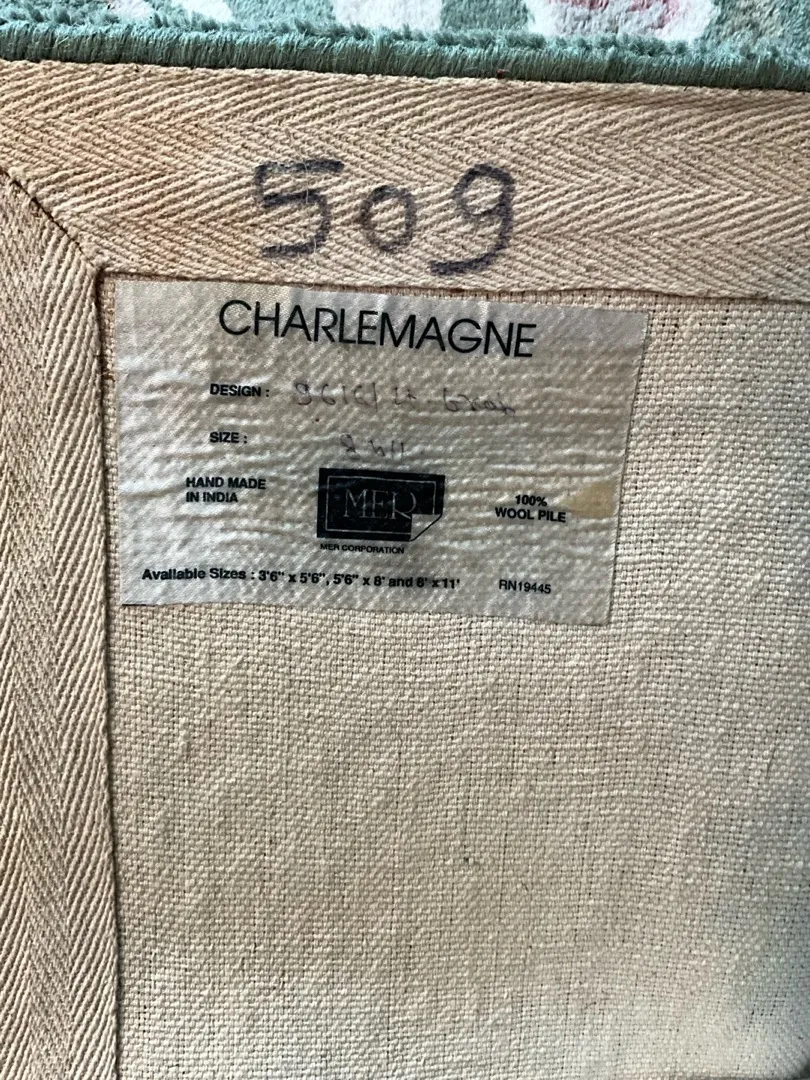 509
CHARLEMAGNE
DESIGN :
SIZE :
HAND MADE
IN INDIA
MER
MER CORPORATION
100%
WOOL PILE
Available Sizes : 3'6" x 5'6", 5'6" x 8' and 8' x 11'
RN19445